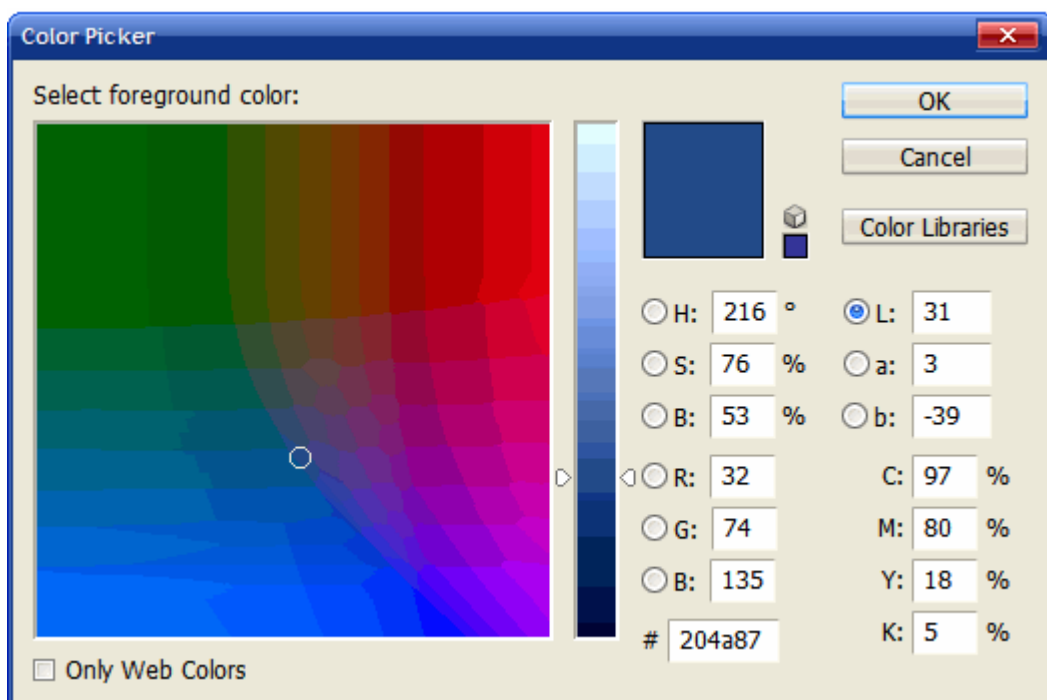 Color Picker
Select foreground color:
OK
Cancel
Color Libraries
H: 216 °
L: 31
S: 76 %
a: 3
B: 53 %
b: -39
R: 32
C: 97 %
G: 74
M: 80 %
B: 135
Y: 18 %
# 204a87
K: 5 %
Only Web Colors